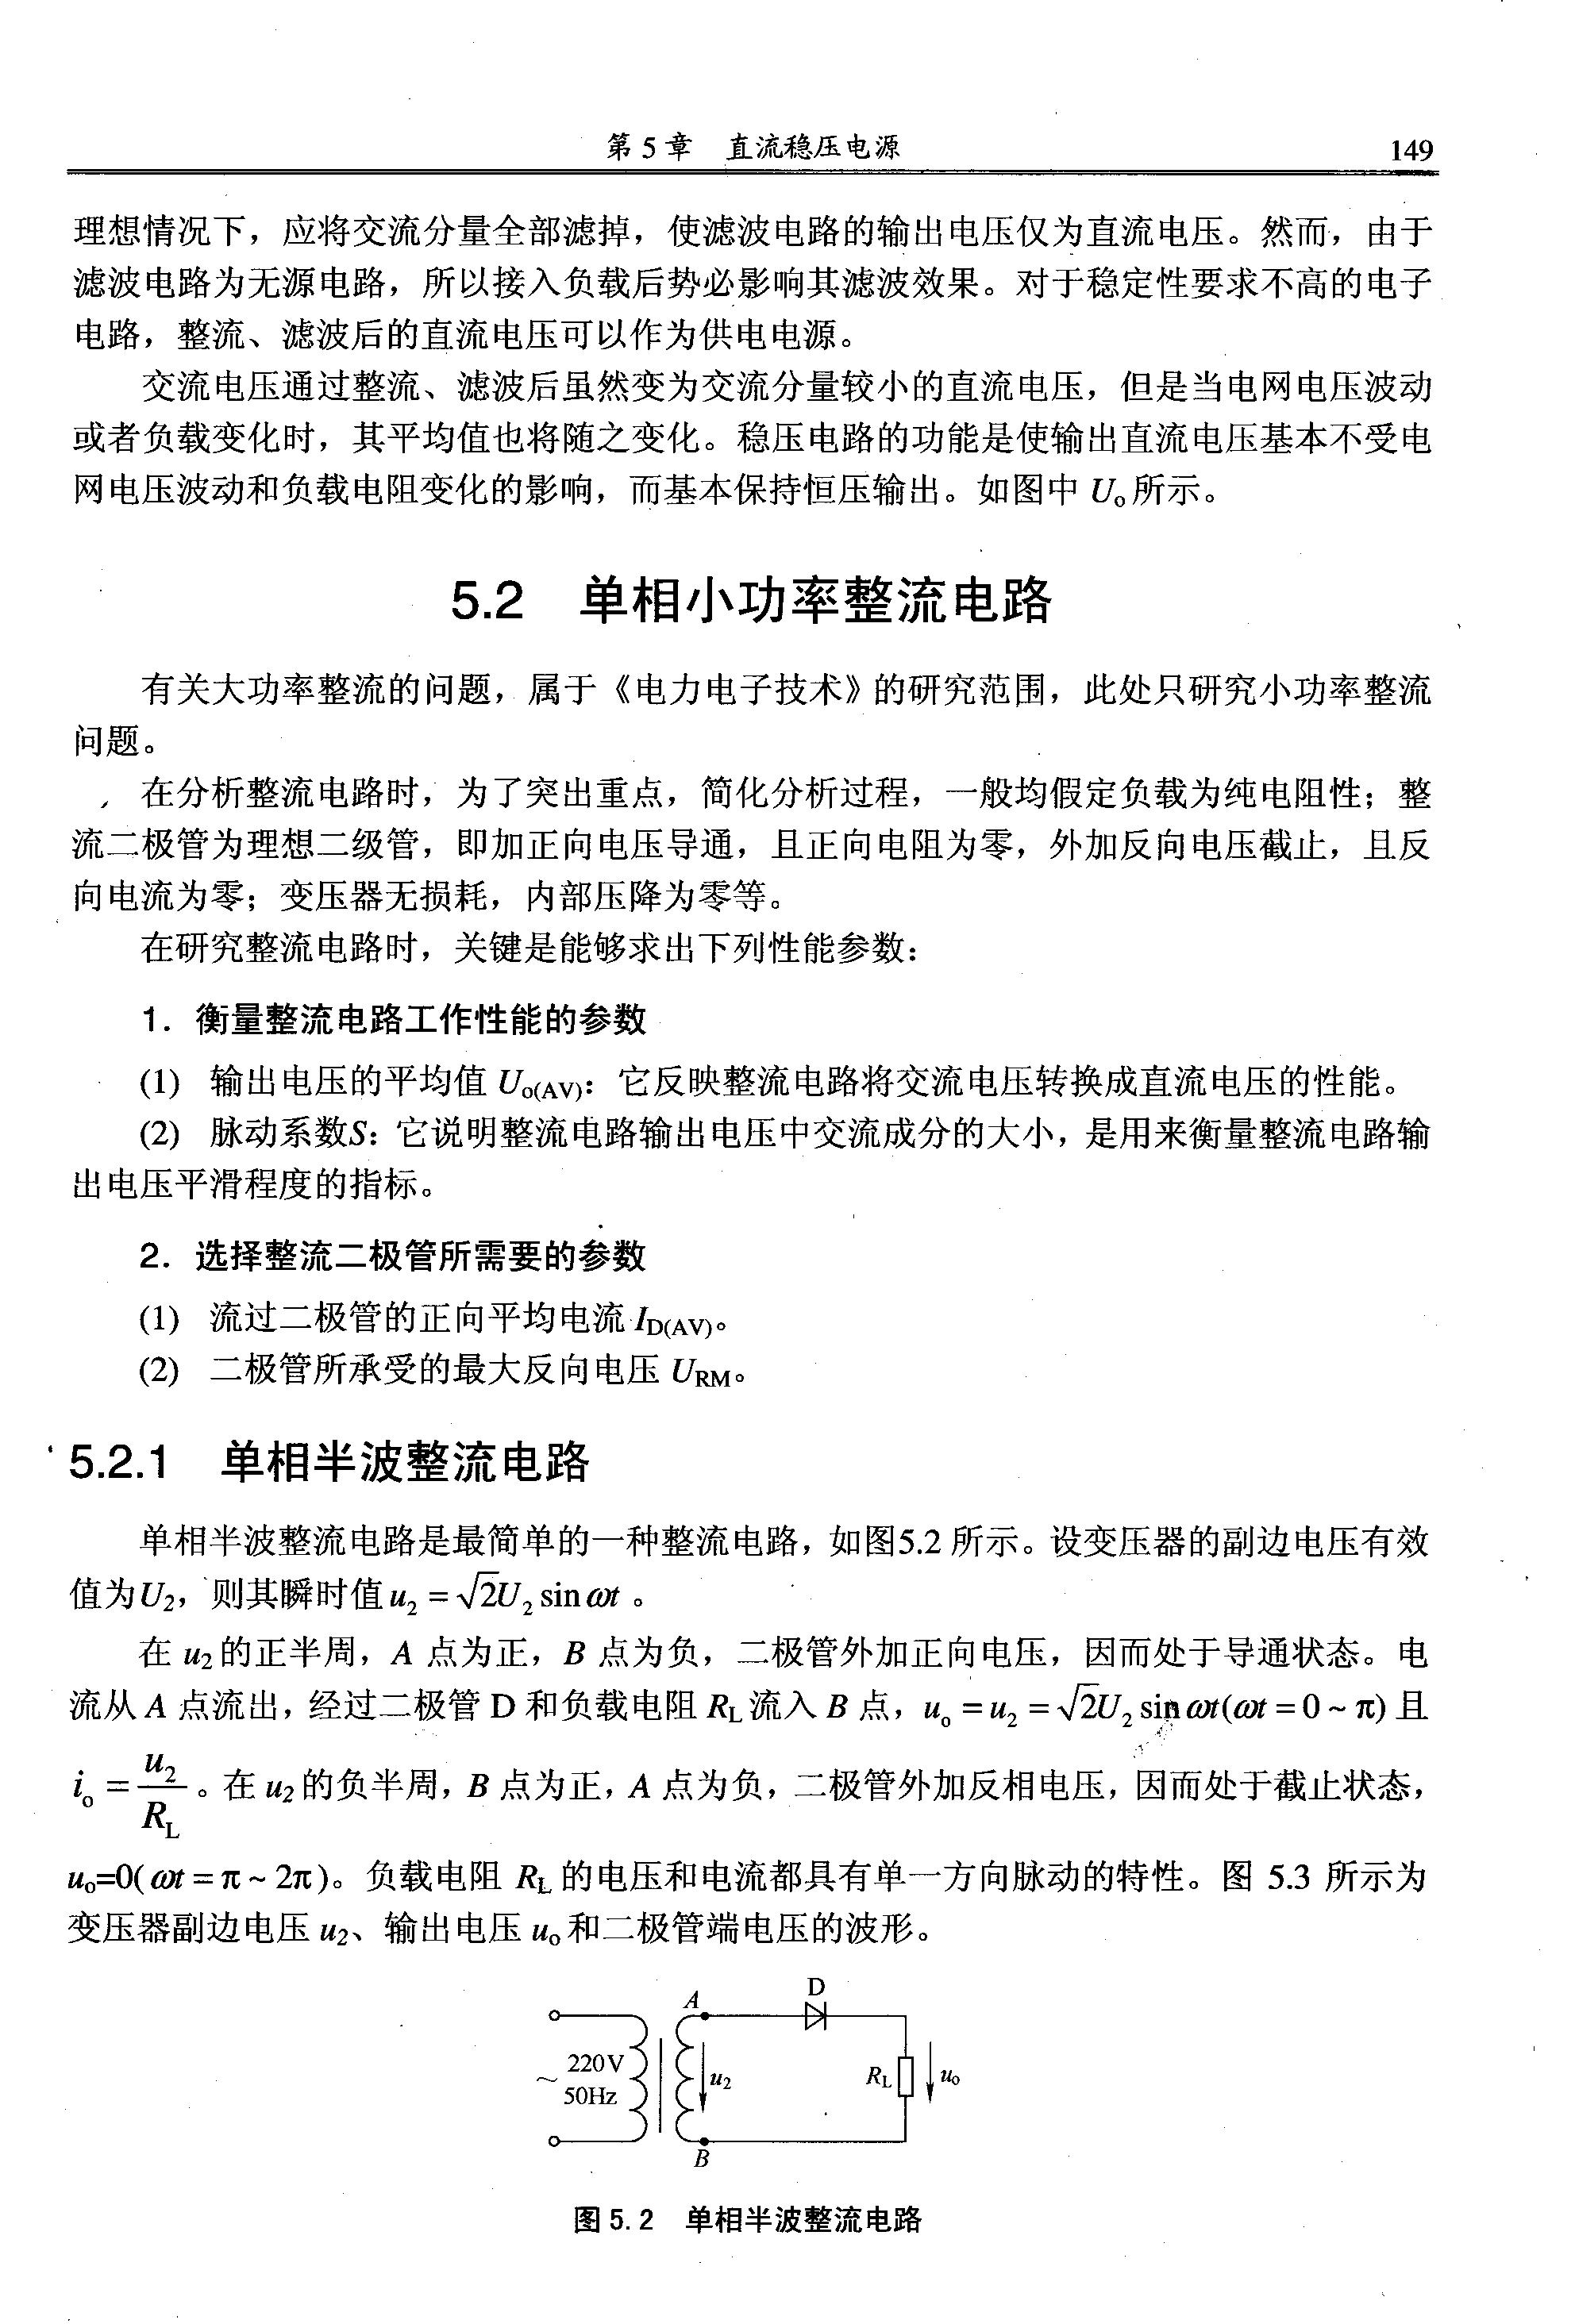 第 5 章 直流稳压电源 149
理想情况下，应将交流分量全部滤掉，使滤波电路的输出电压仅为直流电压。然而，由于
滤波电路为无源电路，所以接入负载后势必影响其滤波效果。对于稳定性要求不高的电子
电路，整流、滤波后的直流电压可以作为供电电源。
交流电压通过整流、滤波后虽然变为交流分量较小的直流电压，但是当电网电压波动
或者负载变化时，其平均值也将随之变化。稳压电路的功能是使输出直流电压基本不受电
网电压波动和负载电阻变化的影响，而基本保持恒压输出。如图中 Uo所示。
5.2 单相小功率整流电路
有关大功率整流的问题，属于《电力电子技术》的研究范围，此处只研究小功率整流
问题。
在分析整流电路时，为了突出重点，简化分析过程，一般均假定负载为纯电阻性；整
流二极管为理想二级管，即加正向电压导通，且正向电阻为零，外加反向电压截止，且反
向电流为零；变压器无损耗，内部压降为零等。
在研究整流电路时，关键是能够求出下列性能参数：
1. 衡量整流电路工作性能的参数
(1) 输出电压的平均值 Uo(AV)：它反映整流电路将交流电压转换成直流电压的性能。
(2) 脉动系数S：它说明整流电路输出电压中交流成分的大小，是用来衡量整流电路输
出电压平滑程度的指标。
2. 选择整流二极管所需要的参数
(1) 流过二极管的正向平均电流 ID(AV)。
(2) 二极管所承受的最大反向电压 URM。
5.2.1 单相半波整流电路
单相半波整流电路是最简单的一种整流电路，如图5.2 所示。设变压器的副边电压有效
值为U2，则其瞬时值u2 = √2U2 sin ωt 。
在 u2的正半周，A 点为正，B 点为负，二极管外加正向电压，因而处于导通状态。电
流从 A 点流出，经过二极管 D 和负载电阻 RL流入 B 点，uo = u2 = √2U2 sin ωt(ωt = 0 ~ π) 且
io = u2/RL 。在 u2的负半周，B 点为正，A 点为负，二极管外加反相电压，因而处于截止状态，
uo=0( ωt = π ~ 2π)。负载电阻 RL 的电压和电流都具有单一方向脉动的特性。图 5.3 所示为
变压器副边电压 u2、输出电压 uo和二极管端电压的波形。
A D
~ 220V 50Hz u2 RL uo
B
图 5.2 单相半波整流电路